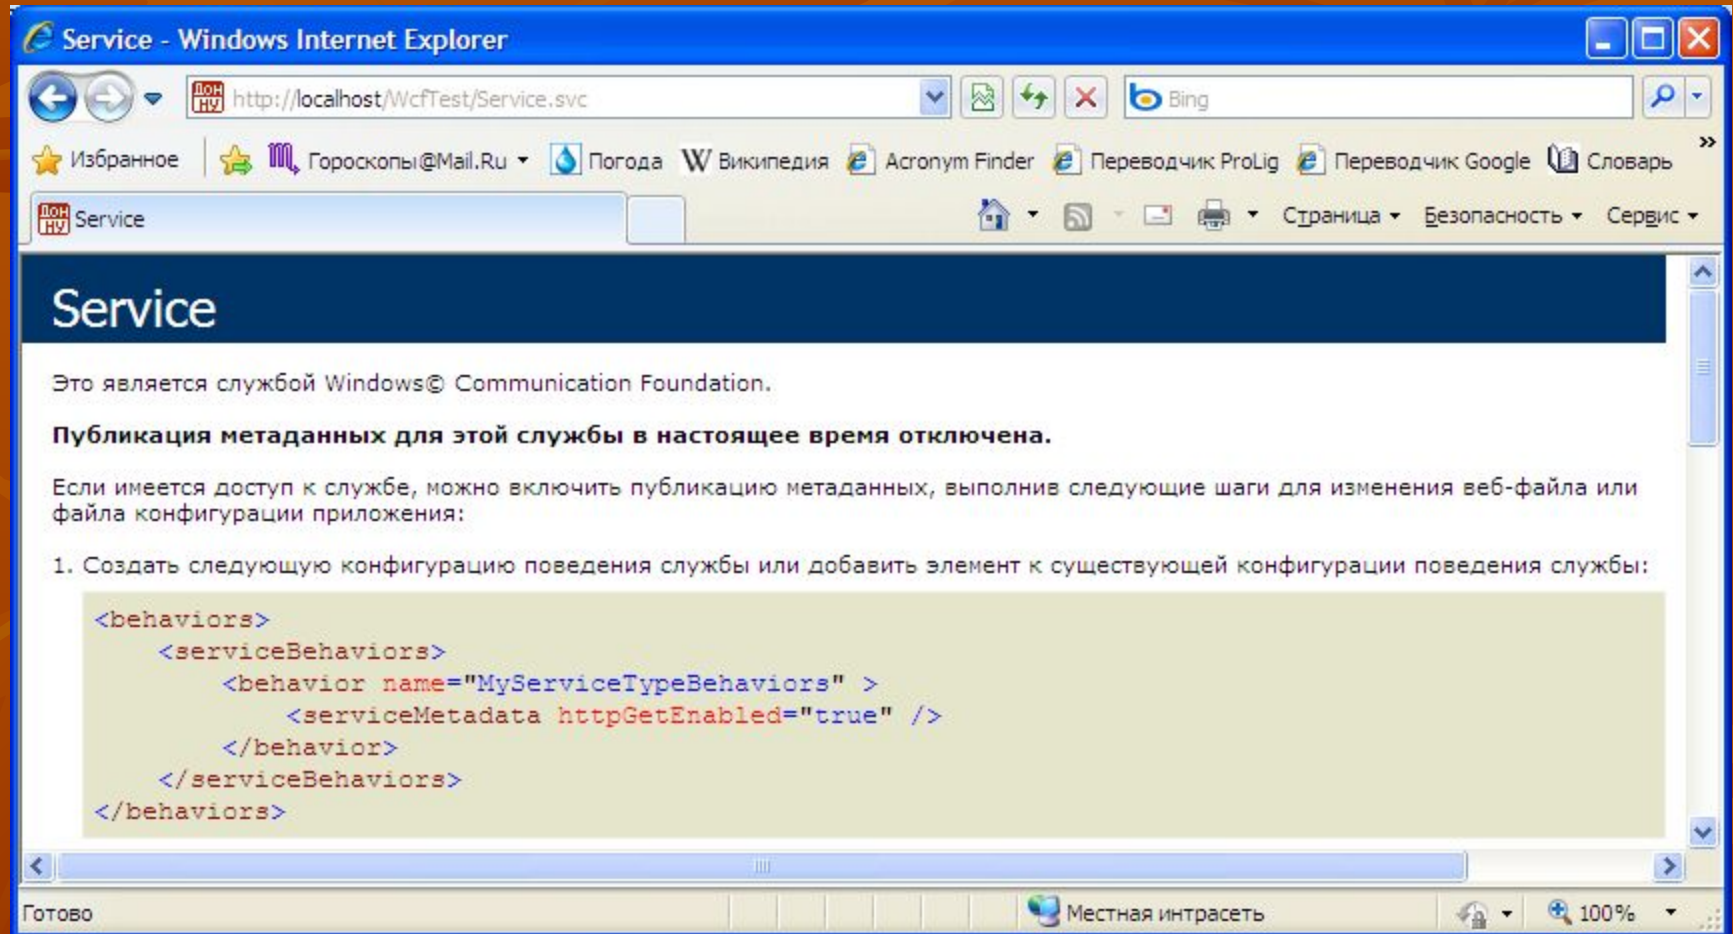 Service - Windows Internet Explorer
ДОН НУ http://localhost/WcfTest/Service.svc Bing
Избранное Гороскопы@Mail.Ru W Википедия Acronym Finder Переводчик ProLig Переводчик Google Словарь »
ДОН НУ Service Страница Безопасность Сервис
Service
Это является службой Windows© Communication Foundation.
Публикация метаданных для этой службы в настоящее время отключена.
Если имеется доступ к службе, можно включить публикацию метаданных, выполнив следующие шаги для изменения веб-файла или
файла конфигурации приложения:
1. Создать следующую конфигурацию поведения службы или добавить элемент к существующей конфигурации поведения службы:
<behaviors>
<serviceBehaviors>
<behavior name="MyServiceTypeBehaviors" >
<serviceMetadata httpGetEnabled="true" />
</behavior>
</serviceBehaviors>
</behaviors>
Готово Местная интрасеть 100%